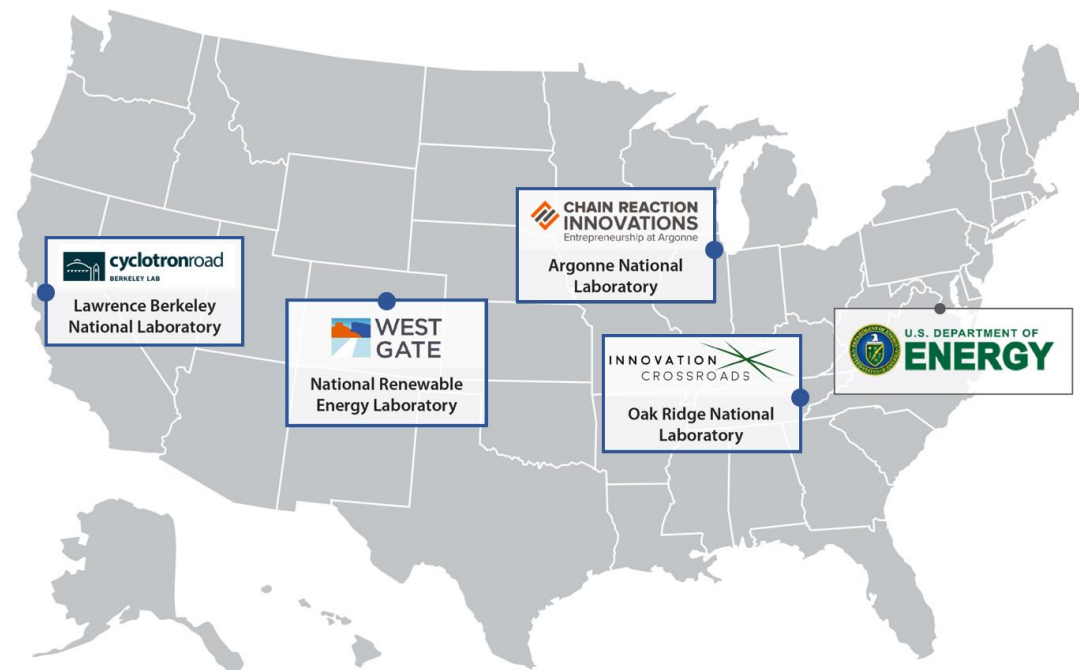 cyclotronroad
BERKELEY LAB
Lawrence Berkeley
National Laboratory
WEST
GATE
National Renewable
Energy Laboratory
CHAIN REACTION
INNOVATIONS
Entrepreneurship at Argonne
Argonne National
Laboratory
INNOVATION
CROSSROADS
Oak Ridge National
Laboratory
U.S. DEPARTMENT OF
ENERGY